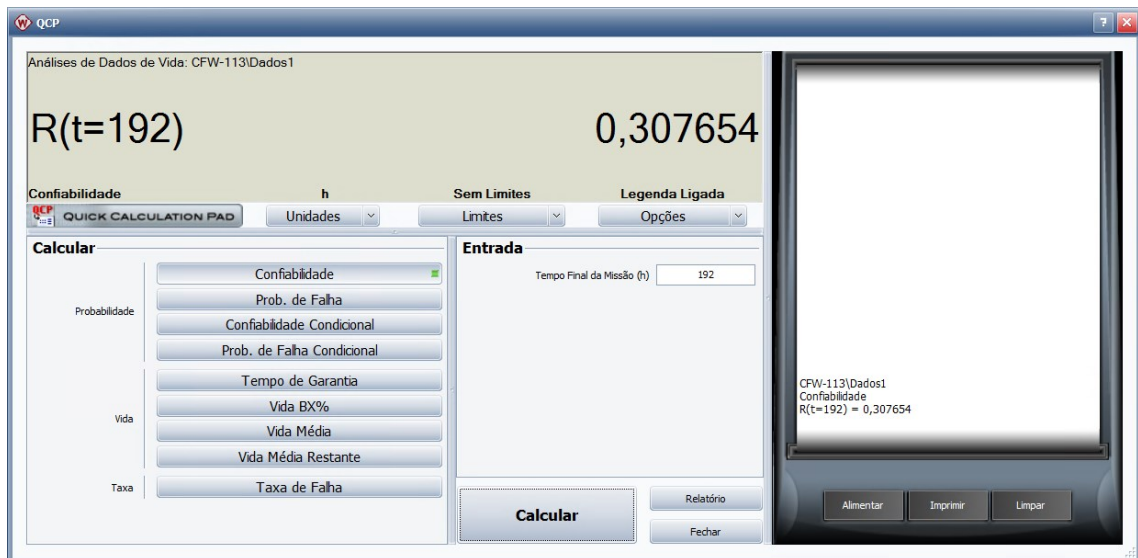 QCP
Análises de Dados de Vida: CFW-113\Dados1
R(t=192) 0,307654
Confiabilidade h Sem Limites Legenda Ligada
QCP QUICK CALCULATION PAD Unidades Limites Opções
Calcular
Probabilidade
Confiabilidade
Prob. de Falha
Confiabilidade Condicional
Prob. de Falha Condicional
Vida
Tempo de Garantia
Vida BX%
Vida Média
Vida Média Restante
Taxa
Taxa de Falha
Entrada
Tempo Final da Missão (h) 192
Calcular
Relatório
Fechar
CFW-113\Dados1
Confiabilidade
R(t=192) = 0,307654
Alimentar Imprimir Limpar